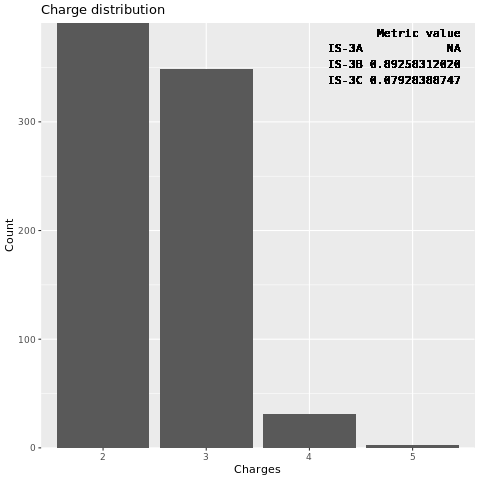 Charge distribution
Metric value
IS-3A NA
IS-3B 0.89258312020
IS-3C 0.07928388747
Count
300
200
100
0
2 3 4 5
Charges